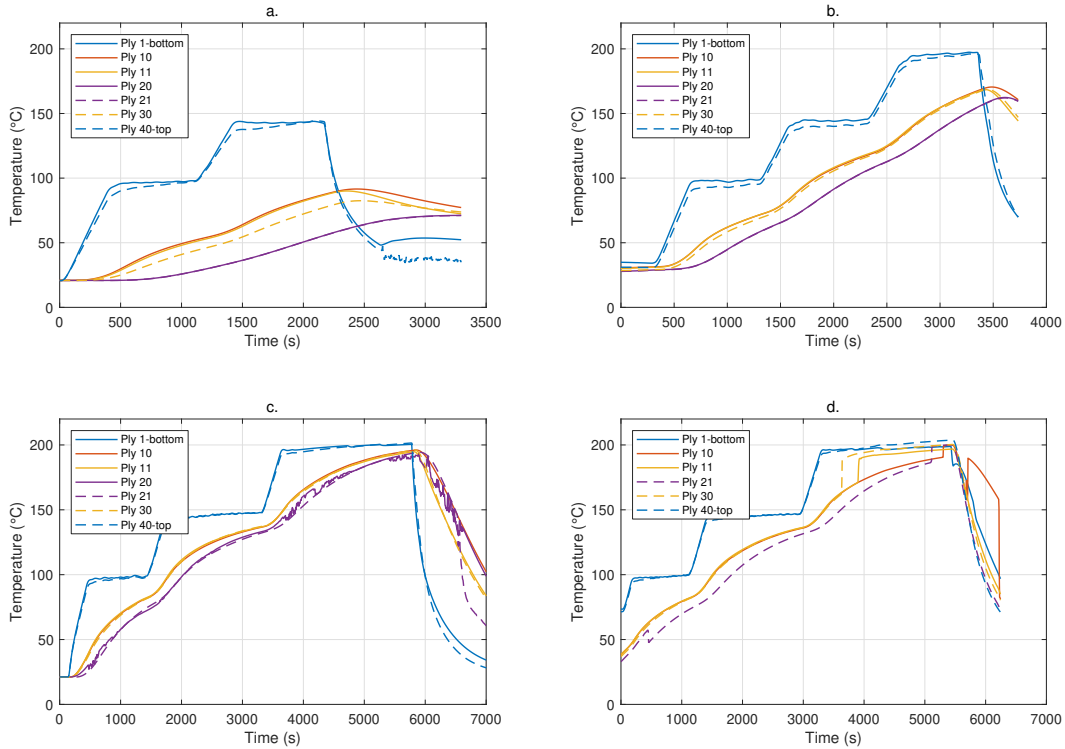 a.
Temperature (°C)
200
150
100
50
0
Ply 1-bottom
Ply 10
Ply 11
Ply 20
Ply 21
Ply 30
Ply 40-top
0 500 1000 1500 2000 2500 3000 3500
Time (s)
b.
Temperature (°C)
200
150
100
50
0
Ply 1-bottom
Ply 10
Ply 11
Ply 20
Ply 21
Ply 30
Ply 40-top
0 500 1000 1500 2000 2500 3000 3500 4000
Time (s)
c.
Temperature (°C)
200
150
100
50
0
Ply 1-bottom
Ply 10
Ply 11
Ply 20
Ply 21
Ply 30
Ply 40-top
0 1000 2000 3000 4000 5000 6000 7000
Time (s)
d.
Temperature (°C)
200
150
100
50
0
Ply 1-bottom
Ply 10
Ply 11
Ply 21
Ply 30
Ply 40-top
0 1000 2000 3000 4000 5000 6000 7000
Time (s)